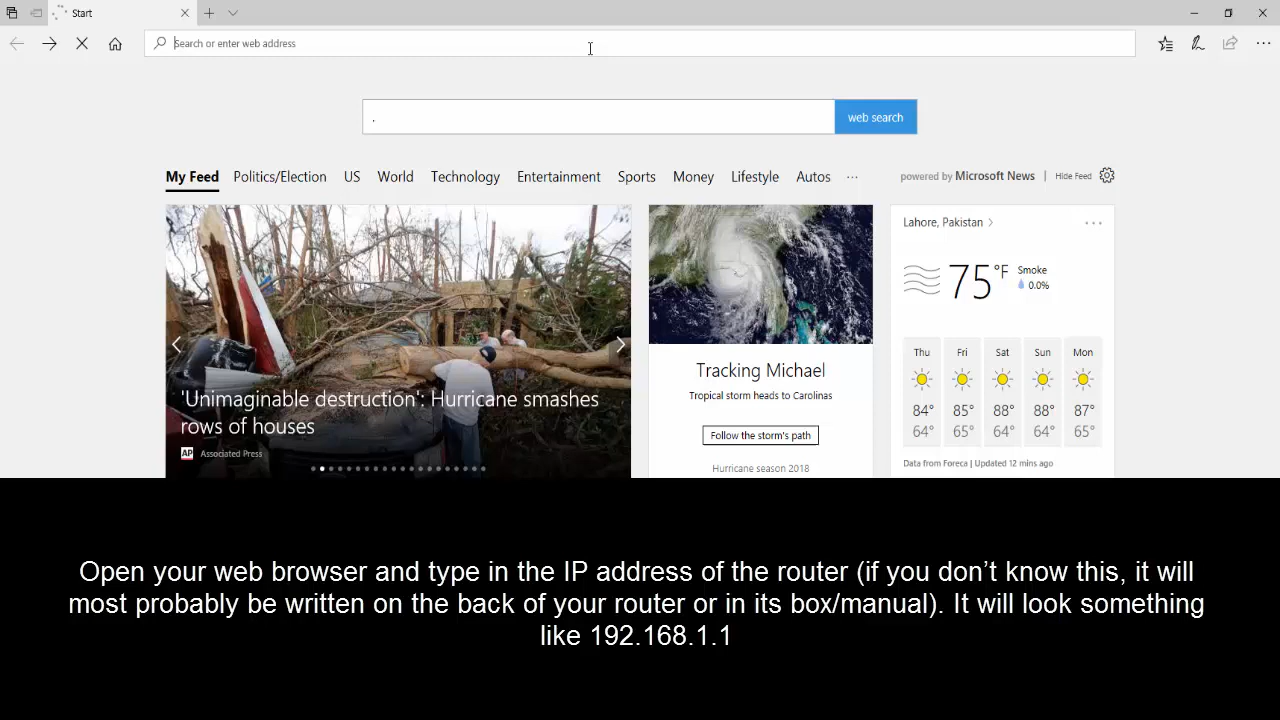 Start
Search or enter web address
.
web search
My Feed Politics/Election US World Technology Entertainment Sports Money Lifestyle Autos ... powered by Microsoft News | Hide Feed
'Unimaginable destruction': Hurricane smashes
rows of houses
AP Associated Press
Tracking Michael
Tropical storm heads to Carolinas
Follow the storm's path
Hurricane season 2018
Lahore, Pakistan
75°F
Smoke
0.0%
Thu Fri Sat Sun Mon
84° 85° 88° 88° 87°
64° 65° 64° 64° 65°
Data from Foreca | Updated 12 mins ago
Open your web browser and type in the IP address of the router (if you don’t know this, it will
most probably be written on the back of your router or in its box/manual). It will look something
like 192.168.1.1